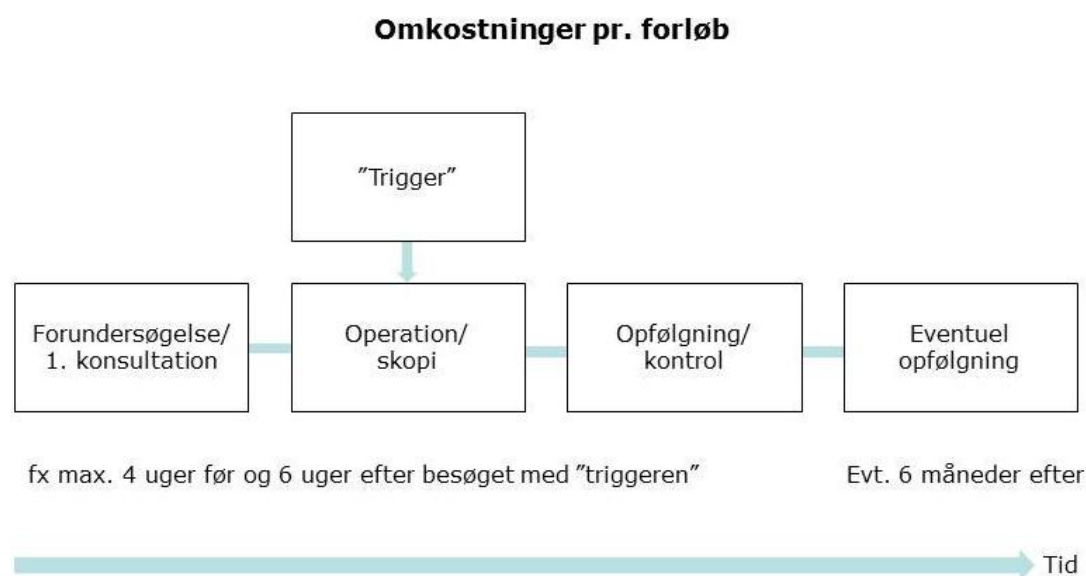 Omkostninger pr. forløb
”Trigger”
Forundersøgelse/
1. konsultation
Operation/
skopi
Opfølgning/
kontrol
Eventuel
opfølgning
fx max. 4 uger før og 6 uger efter besøget med ”triggeren”
Evt. 6 måneder efter
Tid